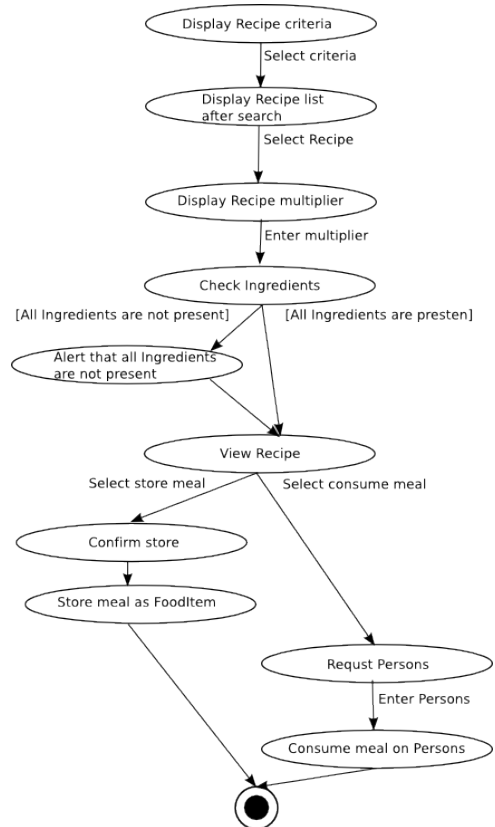 Display Recipe criteria
Select criteria
Display Recipe list
after search
Select Recipe
Display Recipe multiplier
Enter multiplier
Check Ingredients
[All Ingredients are not present]
[All Ingredients are presten]
Alert that all Ingredients
are not present
View Recipe
Select store meal
Select consume meal
Confirm store
Store meal as FoodItem
Requst Persons
Enter Persons
Consume meal on Persons